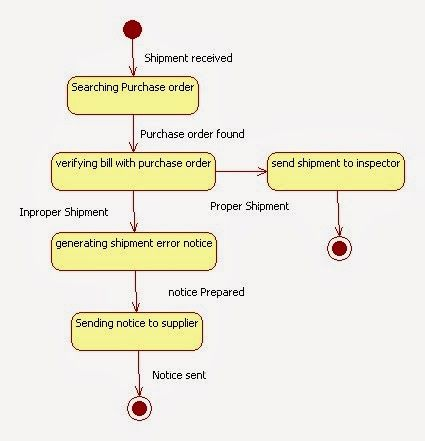 Shipment received
Searching Purchase order
Purchase order found
verifying bill with purchase order
send shipment to inspector
Inproper Shipment
Proper Shipment
generating shipment error notice
notice Prepared
Sending notice to supplier
Notice sent